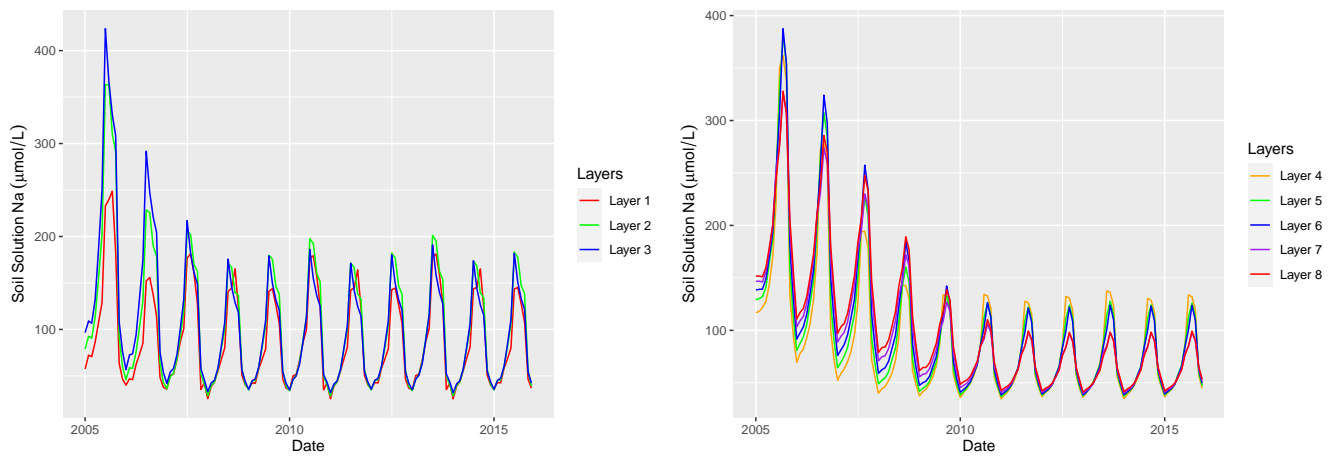 Soil Solution Na (μmol/L)
400
300
200
100
2005
2010
2015
Date
Layers
Layer 1
Layer 2
Layer 3
Soil Solution Na (μmol/L)
400
300
200
100
2005
2010
2015
Date
Layers
Layer 4
Layer 5
Layer 6
Layer 7
Layer 8